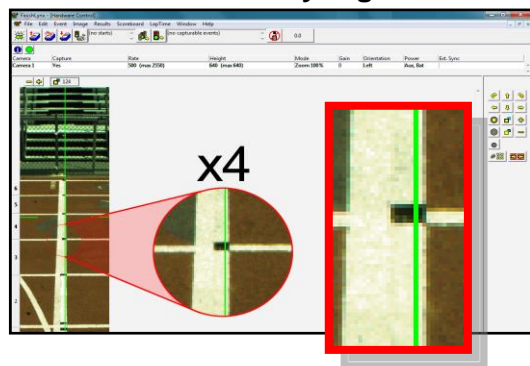 FinishLynx - [Hardware Control]
File Edit Event Image Results Scoreboard LapTime Window Help
(no starts)
(no capturable events)
0.0
Camera Capture Rate Height Mode Gain Orientation Power Ext. Sync
Camera 1 Yes 500 (max 2550) 640 (max 640) Zoom: 100% 0 Left Aux, Bat
124
x4
6
5
4
3
2